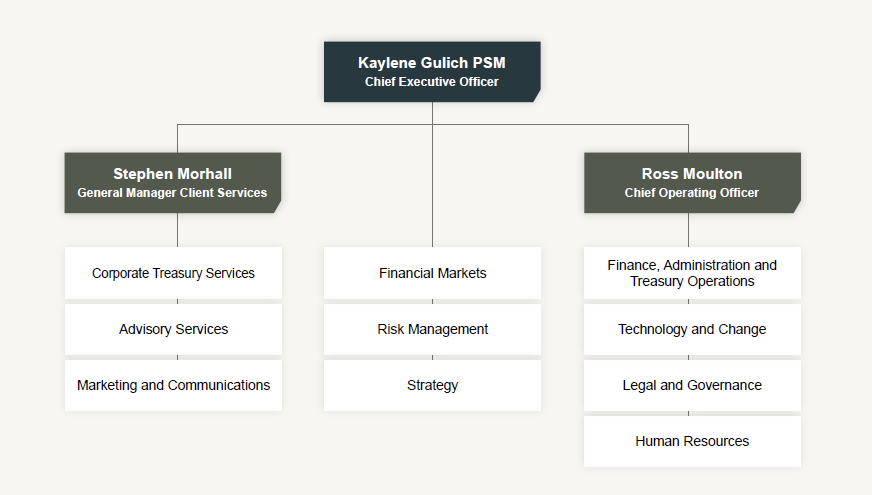 Kaylene Gulich PSM
Chief Executive Officer
Stephen Morhall
General Manager Client Services
Ross Moulton
Chief Operating Officer
Corporate Treasury Services
Advisory Services
Marketing and Communications
Financial Markets
Risk Management
Strategy
Finance, Administration and
Treasury Operations
Technology and Change
Legal and Governance
Human Resources